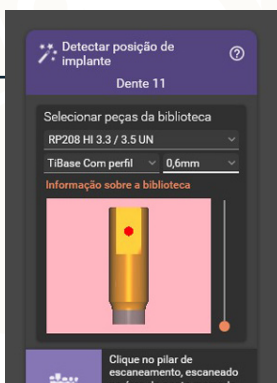 Detectar posição de
implante
Dente 11
Selecionar peças da biblioteca
RP208 HI 3.3 / 3.5 UN
TiBase Com perfil 0,6mm
Informação sobre a biblioteca
Clique no pilar de
escaneamento, escaneado